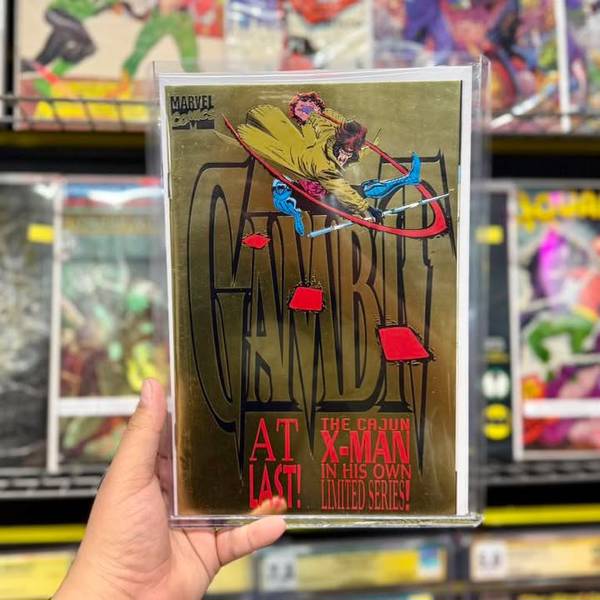 MARVEL
COMICS
GAMBIT
AT
LAST!
THE CAJUN
X-MAN
IN HIS OWN
LIMITED SERIES!